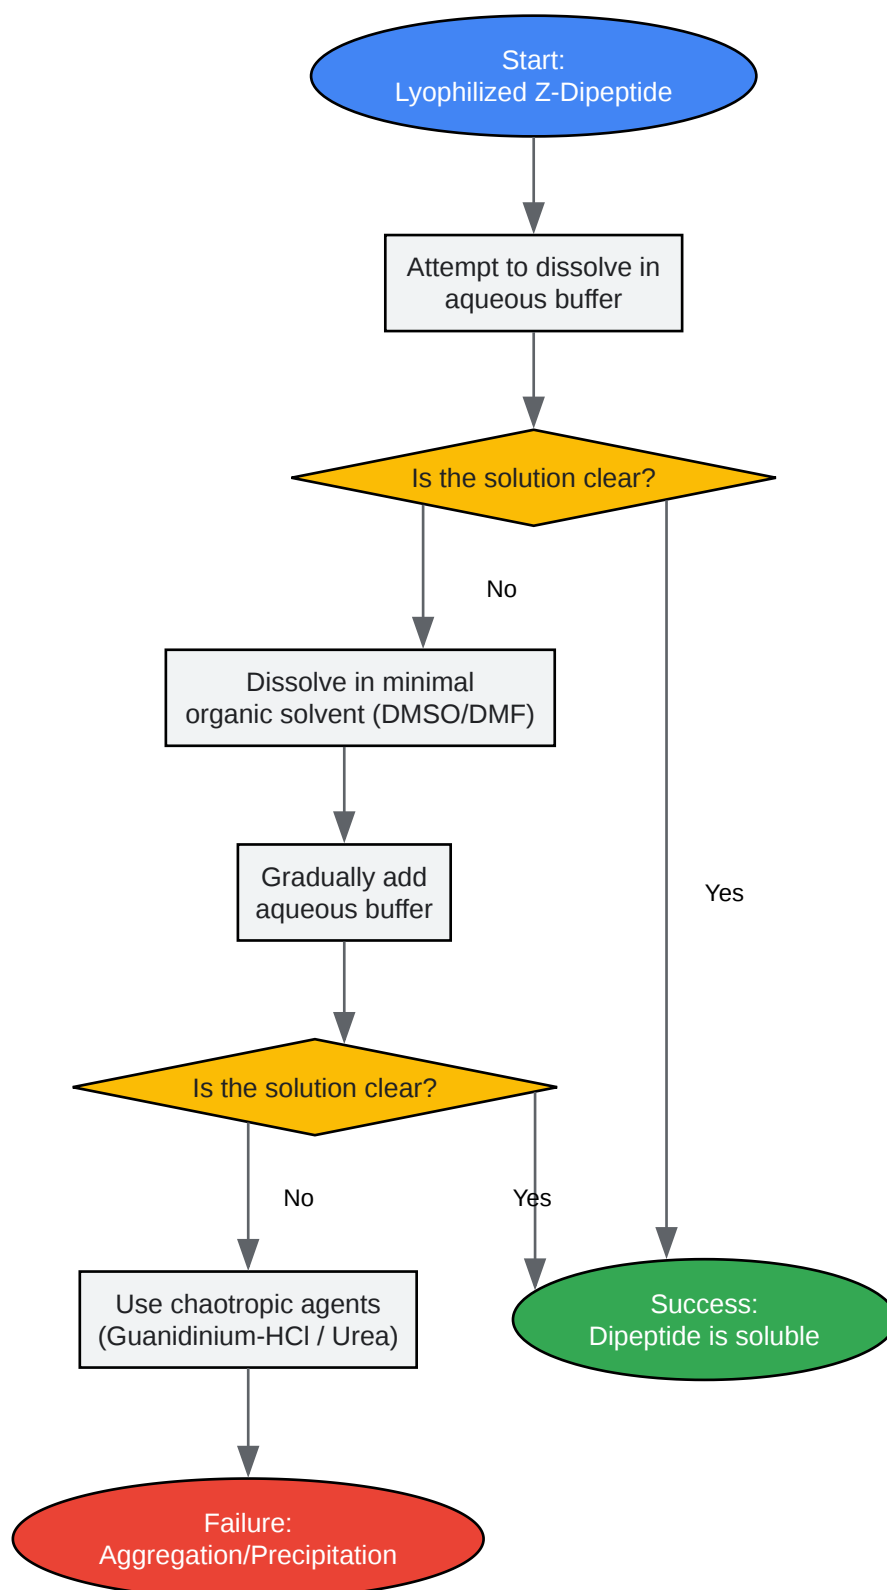 Start:
Lyophilized Z-Dipeptide
Attempt to dissolve in
aqueous buffer
Is the solution clear?
No
Dissolve in minimal
organic solvent (DMSO/DMF)
Gradually add
aqueous buffer
Yes
Is the solution clear?
No
Yes
Use chaotropic agents
(Guanidinium-HCl / Urea)
Success:
Dipeptide is soluble
Failure:
Aggregation/Precipitation